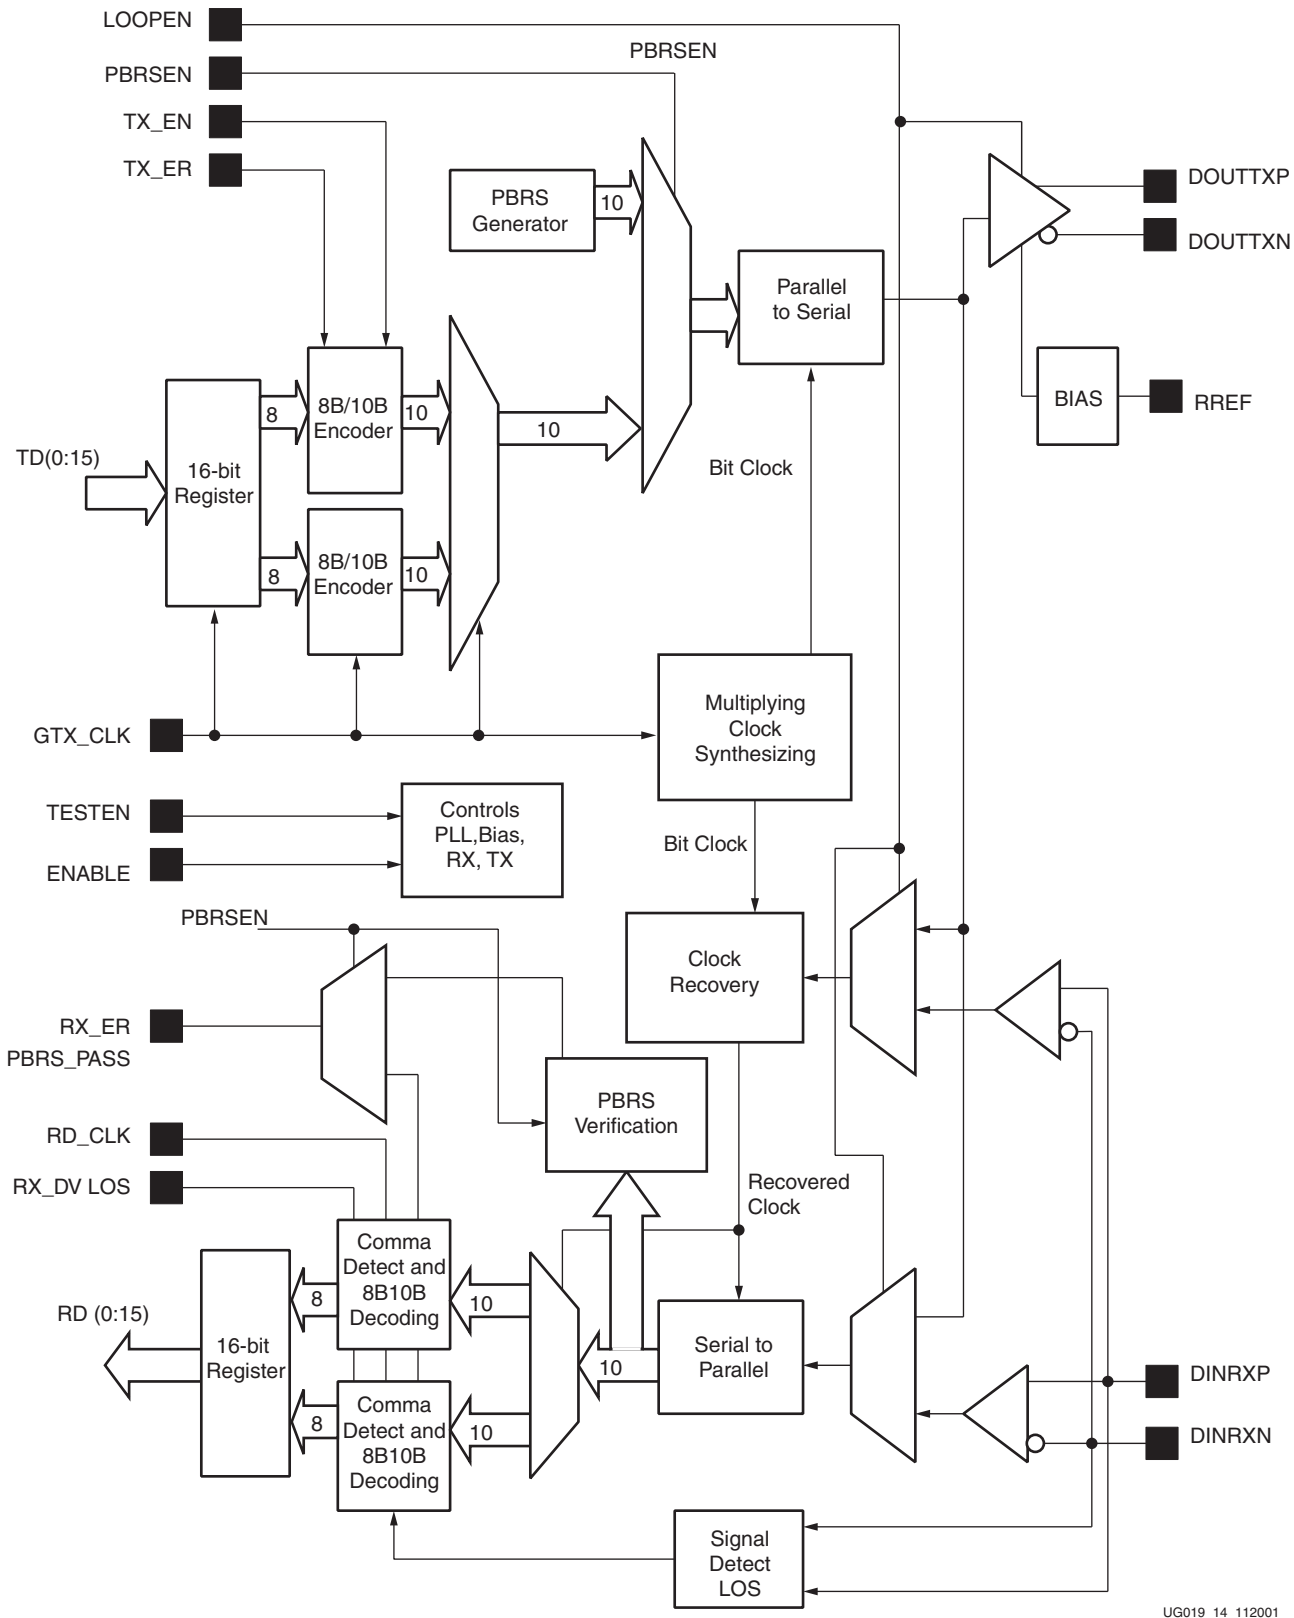 LOOPEN
PBRSEN
PBRSEN
TX_EN
TX_ER
PBRS
Generator
10
DOUTTXP
DOUTTXN
Parallel
to Serial
BIAS
RREF
8
8B/10B
Encoder
10
10
TD(0:15)
16-bit
Register
Bit Clock
8
8B/10B
Encoder
10
GTX_CLK
Multiplying
Clock
Synthesizing
TESTEN
ENABLE
Controls
PLL,Bias,
RX, TX
Bit Clock
PBRSEN
Clock
Recovery
RX_ER
PBRS_PASS
PBRS
Verification
RD_CLK
RX_DV LOS
Recovered
Clock
Comma
Detect and
8B10B
Decoding
8
10
RD (0:15)
16-bit
Register
10
Serial to
Parallel
DINRXP
Comma
Detect and
8B10B
Decoding
8
10
DINRXN
Signal
Detect
LOS
UG019_14_112001